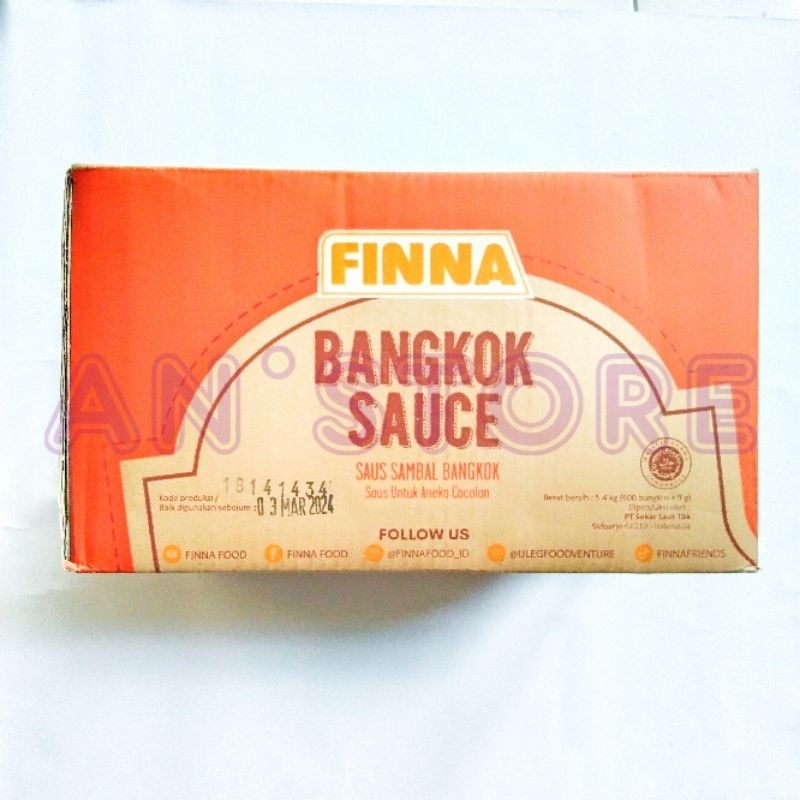 FINNA
BANGKOK
SAUCE
AN'STORE
SAUS SAMBAL BANGKOK
Saus Untuk Aneka Cocolan
Kode produksi / 18141434
Baik digunakan sebelum : 03 MAR 2024
Berat bersih : 5.4 kg (600 bungkus x 9 g)
Diproduksi oleh :
PT Sekar Laut Tbk
Sidoarjo 61219 - Indonesia
FOLLOW US
FINNA FOOD
FINNA FOOD
@FINNAFOOD_ID
@ULEGFOODVENTURE
FINNAFRIENDS